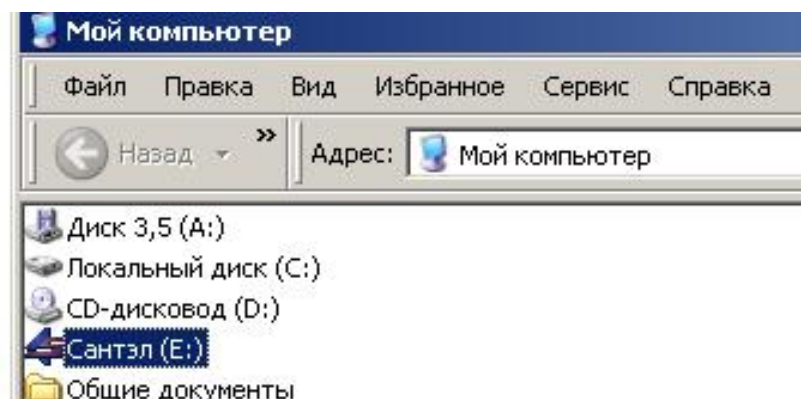 Мой компьютер
Файл Правка Вид Избранное Сервис Справка
Назад » Адрес: Мой компьютер
Диск 3,5 (A:)
Локальный диск (C:)
CD-дисковод (D:)
Сантэл (E:)
Общие документы